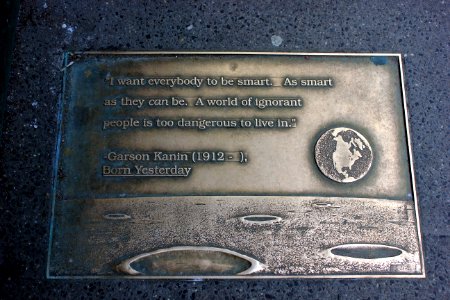 "I want everybody to be smart. As smart
as they can be. A world of ignorant
people is too dangerous to live in."
-Garson Kanin (1912 - ),
Born Yesterday